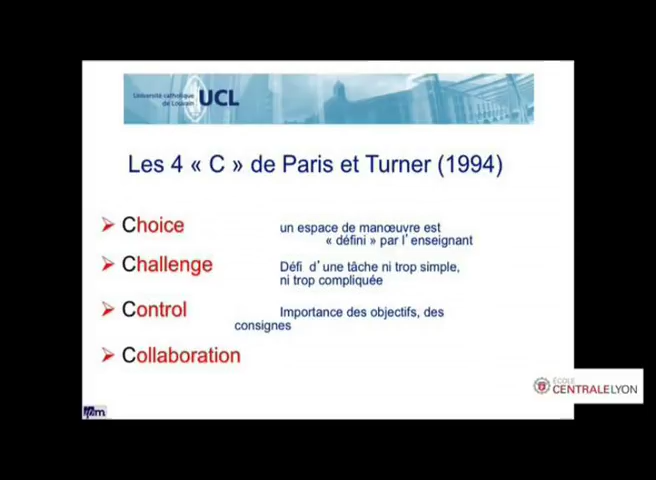 Université catholique
de Louvain
UCL
Les 4 « C » de Paris et Turner (1994)
Choice
un espace de manœuvre est
« défini » par l'enseignant
Challenge
Défi d'une tâche ni trop simple,
ni trop compliquée
Control
Importance des objectifs, des
consignes
Collaboration
ÉCOLE
CENTRALELYON